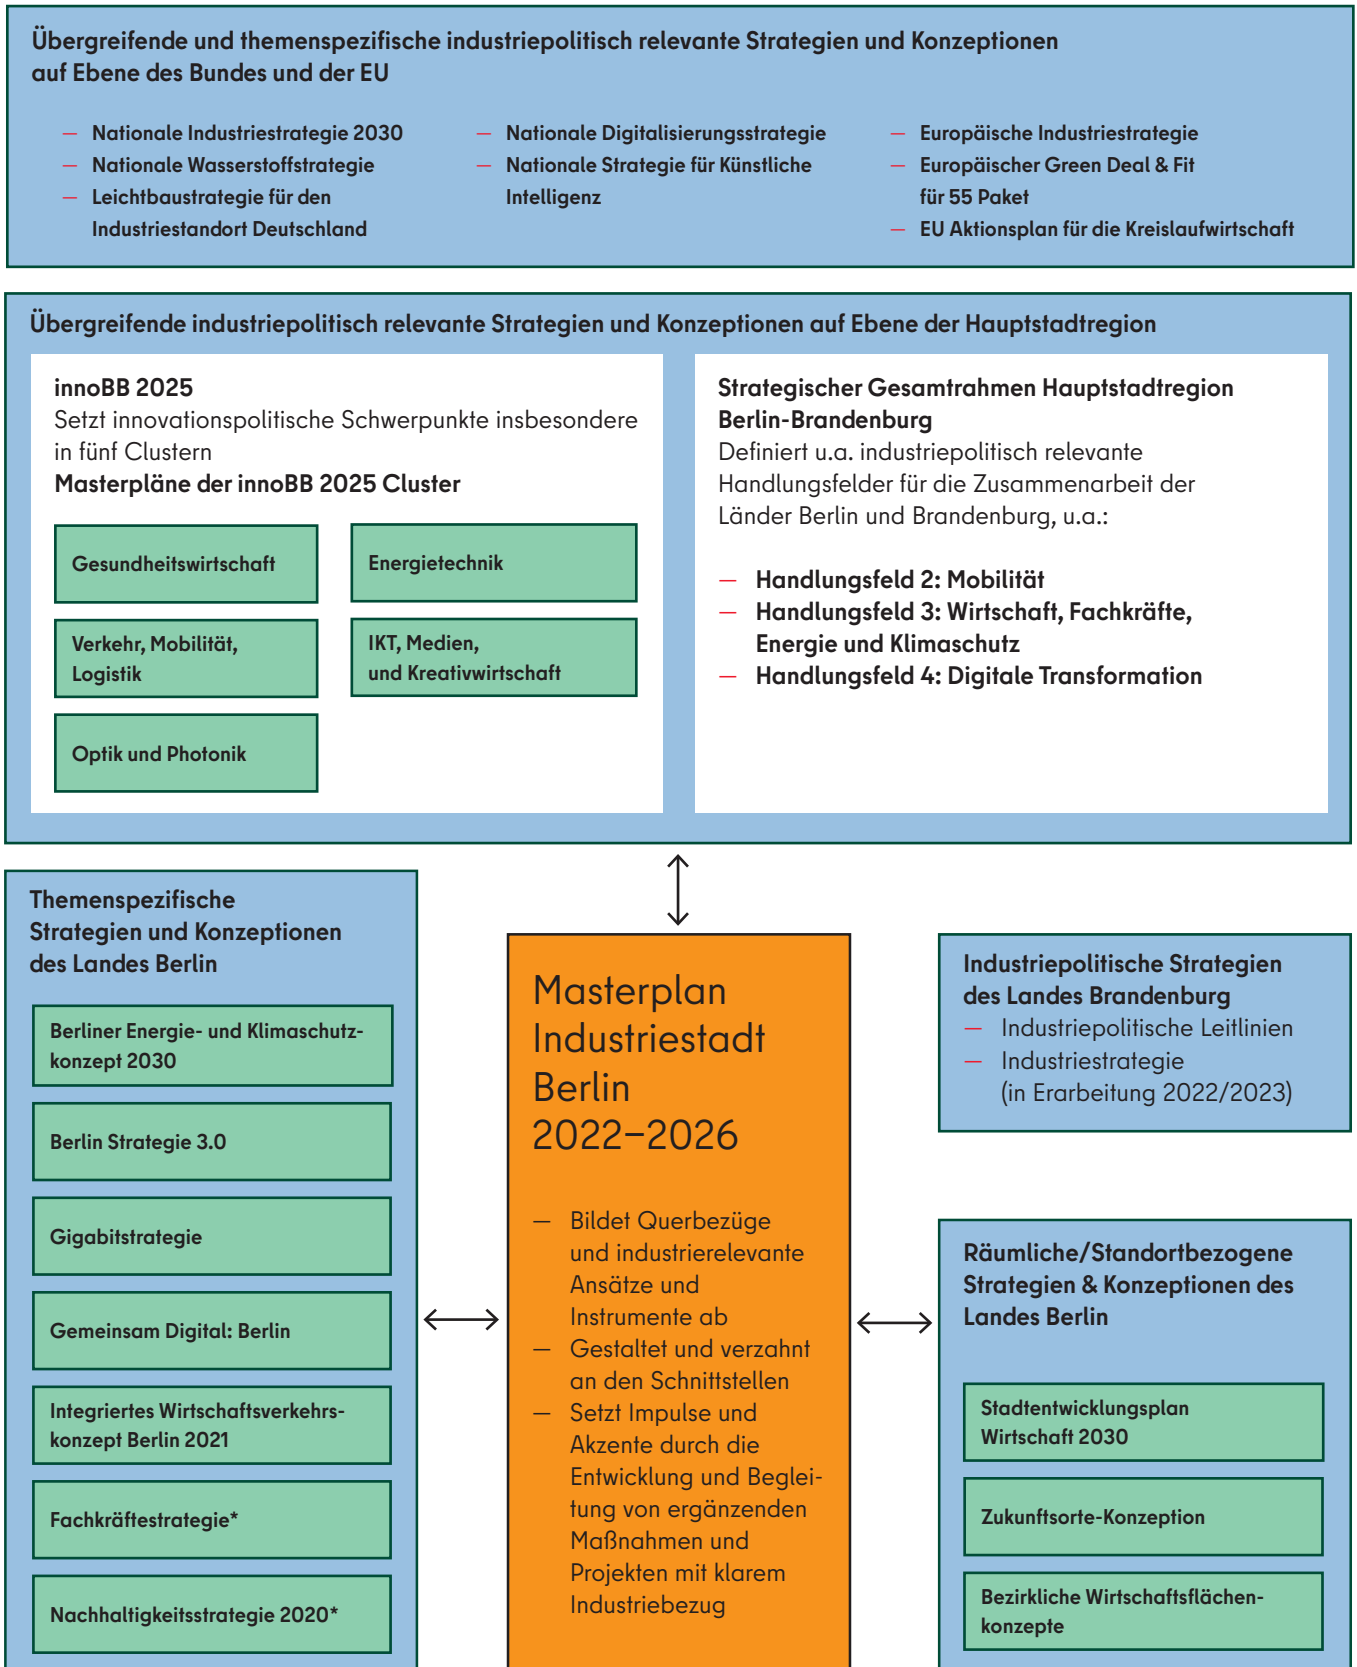 Übergreifende und themenspezifische industriepolitisch relevante Strategien und Konzeptionen
auf Ebene des Bundes und der EU
— Nationale Industriestrategie 2030
— Nationale Wasserstoffstrategie
— Leichtbaustrategie für den
Industriestandort Deutschland
— Nationale Digitalisierungsstrategie
— Nationale Strategie für Künstliche
Intelligenz
— Europäische Industriestrategie
— Europäischer Green Deal & Fit
für 55 Paket
— EU Aktionsplan für die Kreislaufwirtschaft
Übergreifende industriepolitisch relevante Strategien und Konzeptionen auf Ebene der Hauptstadtregion
innoBB 2025
Setzt innovationspolitische Schwerpunkte insbesondere
in fünf Clustern
Masterpläne der innoBB 2025 Cluster
Gesundheitswirtschaft
Energietechnik
Verkehr, Mobilität,
Logistik
IKT, Medien,
und Kreativwirtschaft
Optik und Photonik
Strategischer Gesamtrahmen Hauptstadtregion
Berlin-Brandenburg
Definiert u.a. industriepolitisch relevante
Handlungsfelder für die Zusammenarbeit der
Länder Berlin und Brandenburg, u.a.:
— Handlungsfeld 2: Mobilität
— Handlungsfeld 3: Wirtschaft, Fachkräfte,
Energie und Klimaschutz
— Handlungsfeld 4: Digitale Transformation
Themenspezifische
Strategien und Konzeptionen
des Landes Berlin
Berliner Energie- und Klimaschutz-
konzept 2030
Berlin Strategie 3.0
Gigabitstrategie
Gemeinsam Digital: Berlin
Integriertes Wirtschaftsverkehrs-
konzept Berlin 2021
Fachkräftestrategie*
Nachhaltigkeitsstrategie 2020*
Masterplan
Industriestadt
Berlin
2022–2026
— Bildet Querbezüge
und industrierelevante
Ansätze und
Instrumente ab
— Gestaltet und verzahnt
an den Schnittstellen
— Setzt Impulse und
Akzente durch die
Entwicklung und Beglei-
tung von ergänzenden
Maßnahmen und
Projekten mit klarem
Industriebezug
Industriepolitische Strategien
des Landes Brandenburg
— Industriepolitische Leitlinien
— Industriestrategie
(in Erarbeitung 2022/2023)
Räumliche/Standortbezogene
Strategien & Konzeptionen des
Landes Berlin
Stadtentwicklungsplan
Wirtschaft 2030
Zukunftsorte-Konzeption
Bezirkliche Wirtschaftsflächen-
konzepte